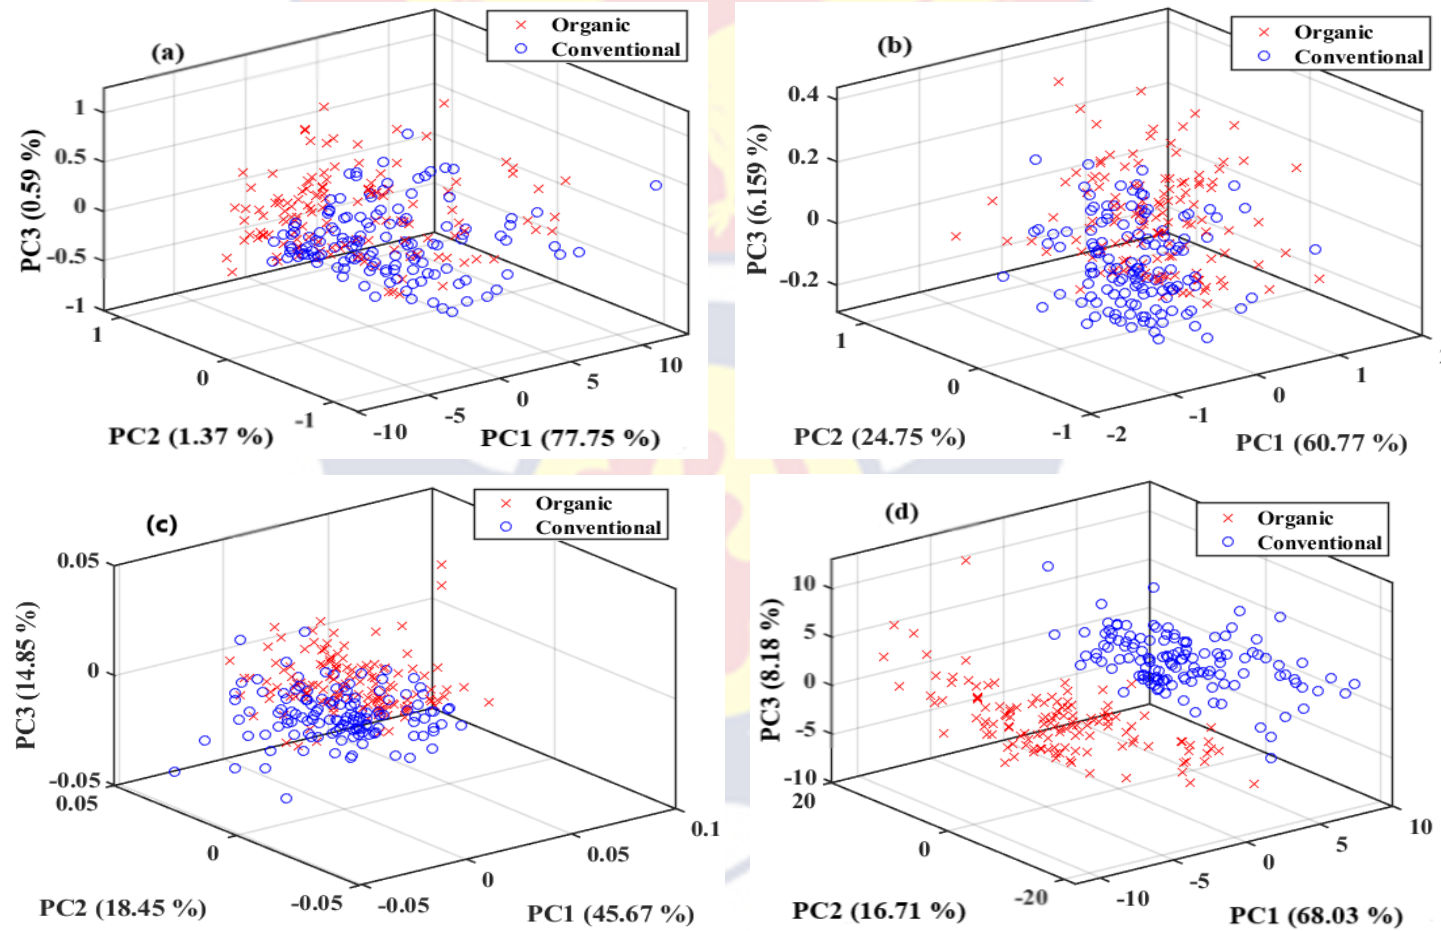 (a)
Organic
Conventional
PC3 (0.59 %)
1
0.5
0
-0.5
-1
1
0
-1
PC2 (1.37 %)
-10
-5
0
5
10
PC1 (77.75 %)
(b)
Organic
Conventional
PC3 (6.159 %)
0.4
0.2
0
-0.2
1
0
-1
PC2 (24.75 %)
-2
-1
0
1
PC1 (60.77 %)
(c)
Organic
Conventional
PC3 (14.85 %)
0.05
0
-0.05
0.05
0
-0.05
PC2 (18.45 %)
-0.05
0
0.05
0.1
PC1 (45.67 %)
(d)
Organic
Conventional
PC3 (8.18 %)
10
5
0
-5
-10
20
0
-20
PC2 (16.71 %)
-10
-5
0
5
10
PC1 (68.03 %)